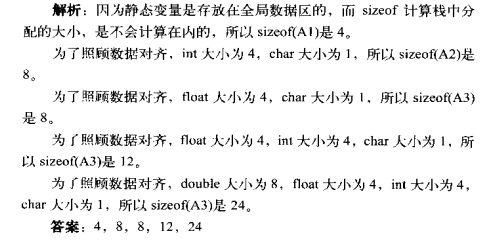 解析：因为静态变量是存放在全局数据区的，而 sizeof 计算栈中分
配的大小，是不会计算在内的，所以 sizeof(A1)是 4。
为了照顾数据对齐，int 大小为 4，char 大小为 1，所以 sizeof(A2)是
8。
为了照顾数据对齐，float 大小为 4，char 大小为 1，所以 sizeof(A3)
是 8。
为了照顾数据对齐，float 大小为 4，int 大小为 4，char 大小为 1，所
以 sizeof(A3)是 12。
为了照顾数据对齐，double 大小为 8，float 大小为 4，int 大小为 4，
char 大小为 1，所以 sizeof(A3)是 24。
答案：4，8，8，12，24